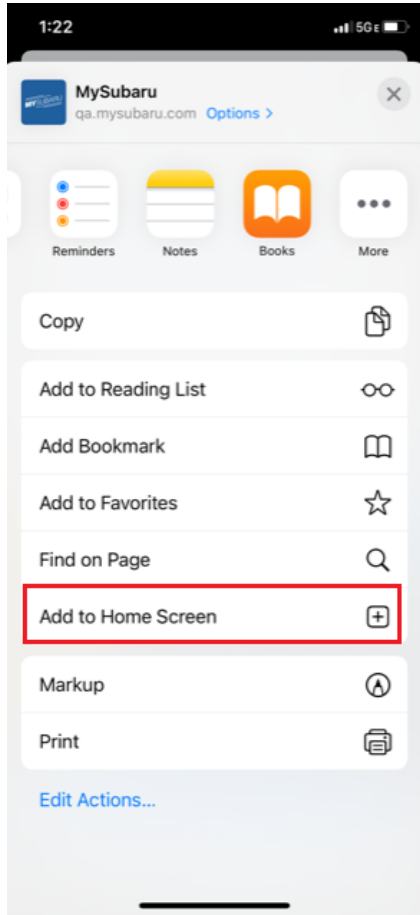 1:22
5GE
MySubaru
qa.mysubaru.com Options >
Reminders Notes Books More
Copy
Add to Reading List
Add Bookmark
Add to Favorites
Find on Page
Add to Home Screen
Markup
Print
Edit Actions...